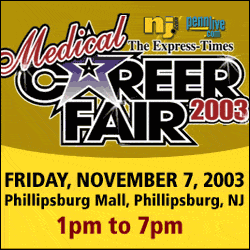 nj
pennlive
.com
Medical
The Express-Times
CAREER
FAIR 2003
FRIDAY, NOVEMBER 7, 2003
Phillipsburg Mall, Phillipsburg, NJ
1pm to 7pm